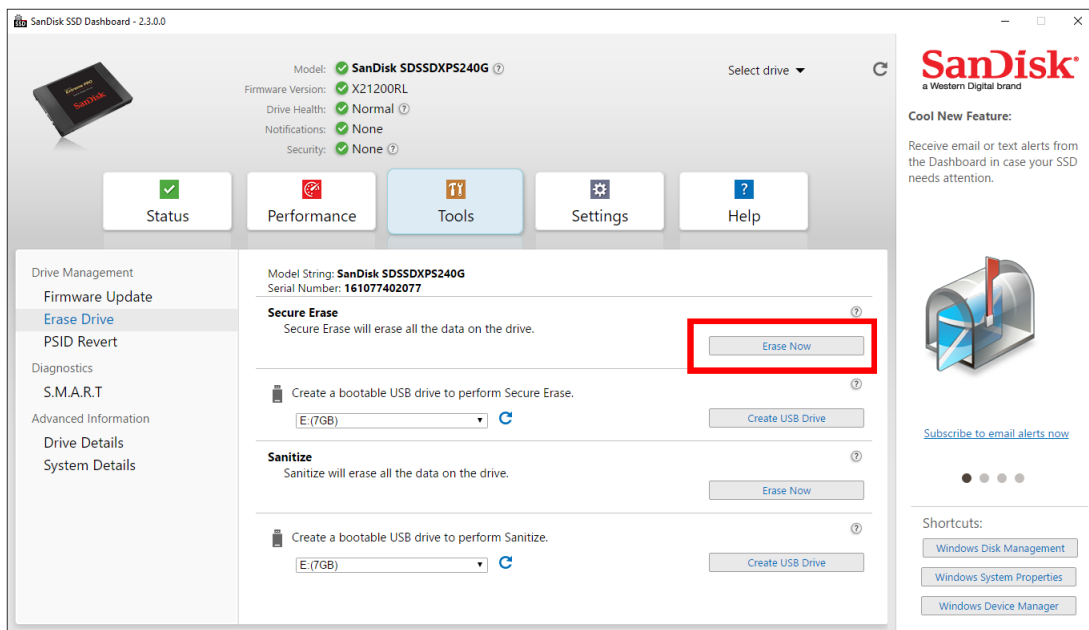 SanDisk SSD Dashboard - 2.3.0.0
Model: SanDisk SDSSDXPS240G ?
Firmware Version: X21200RL
Drive Health: Normal ?
Notifications: None
Security: None ?
Select drive
Extreme PRO
SanDisk
Status
Performance
Tools
Settings
? Help
Drive Management
Firmware Update
Erase Drive
PSID Revert
Diagnostics
S.M.A.R.T
Advanced Information
Drive Details
System Details
Model String: SanDisk SDSSDXPS240G
Serial Number: 161077402077
Secure Erase ?
Secure Erase will erase all the data on the drive.
Erase Now
?
Create a bootable USB drive to perform Secure Erase.
E:(7GB)
Create USB Drive
Sanitize ?
Sanitize will erase all the data on the drive.
Erase Now
?
Create a bootable USB drive to perform Sanitize.
E:(7GB)
Create USB Drive
SanDisk®
a Western Digital brand
Cool New Feature:
Receive email or text alerts from
the Dashboard in case your SSD
needs attention.
Subscribe to email alerts now
Shortcuts:
Windows Disk Management
Windows System Properties
Windows Device Manager